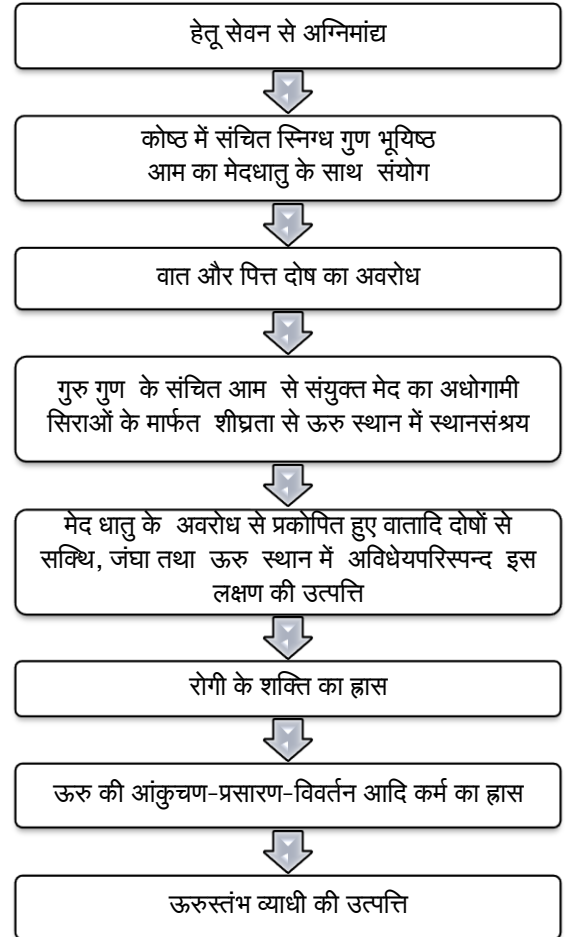 हेतू सेवन से अग्निमांद्य
कोष्ठ में संचित स्निग्ध गुण भूयिष्ठ
आम का मेदधातु के साथ संयोग
वात और पित्त दोष का अवरोध
गुरु गुण के संचित आम से संयुक्त मेद का अधोगामी
सिराओं के मार्फत शीघ्रता से ऊरु स्थान में स्थानसंश्रय
मेद धातु के अवरोध से प्रकोपित हुए वातादि दोषों से
सक्थि, जंघा तथा ऊरु स्थान में अविधेयपरिस्पन्द इस
लक्षण की उत्पत्ति
रोगी के शक्ति का ह्रास
ऊरु की आंकुचण-प्रसारण-विवर्तन आदि कर्म का ह्रास
ऊरुस्तंभ व्याधी की उत्पत्ति